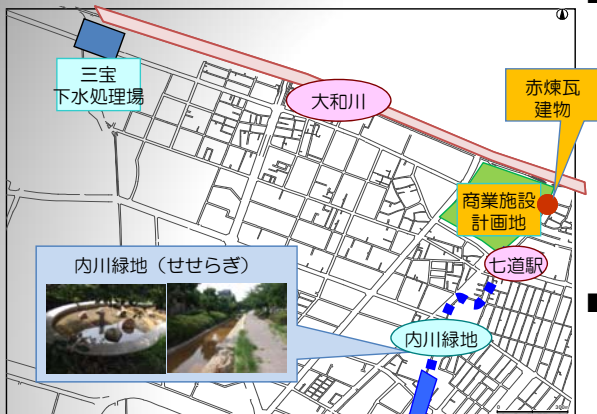 三宝
下水処理場
大和川
赤煉瓦
建物
商業施設
計画地
七道駅
内川緑地（せせらぎ）
内川緑地